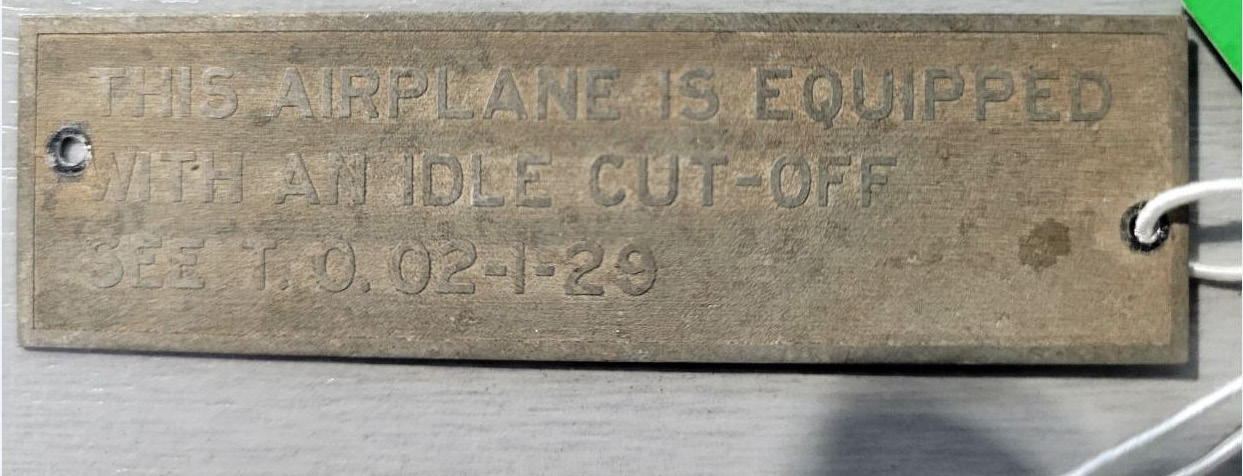 THIS AIRPLANE IS EQUIPPED
WITH AN IDLE CUT-OFF
SEE T. O. 02-1-29